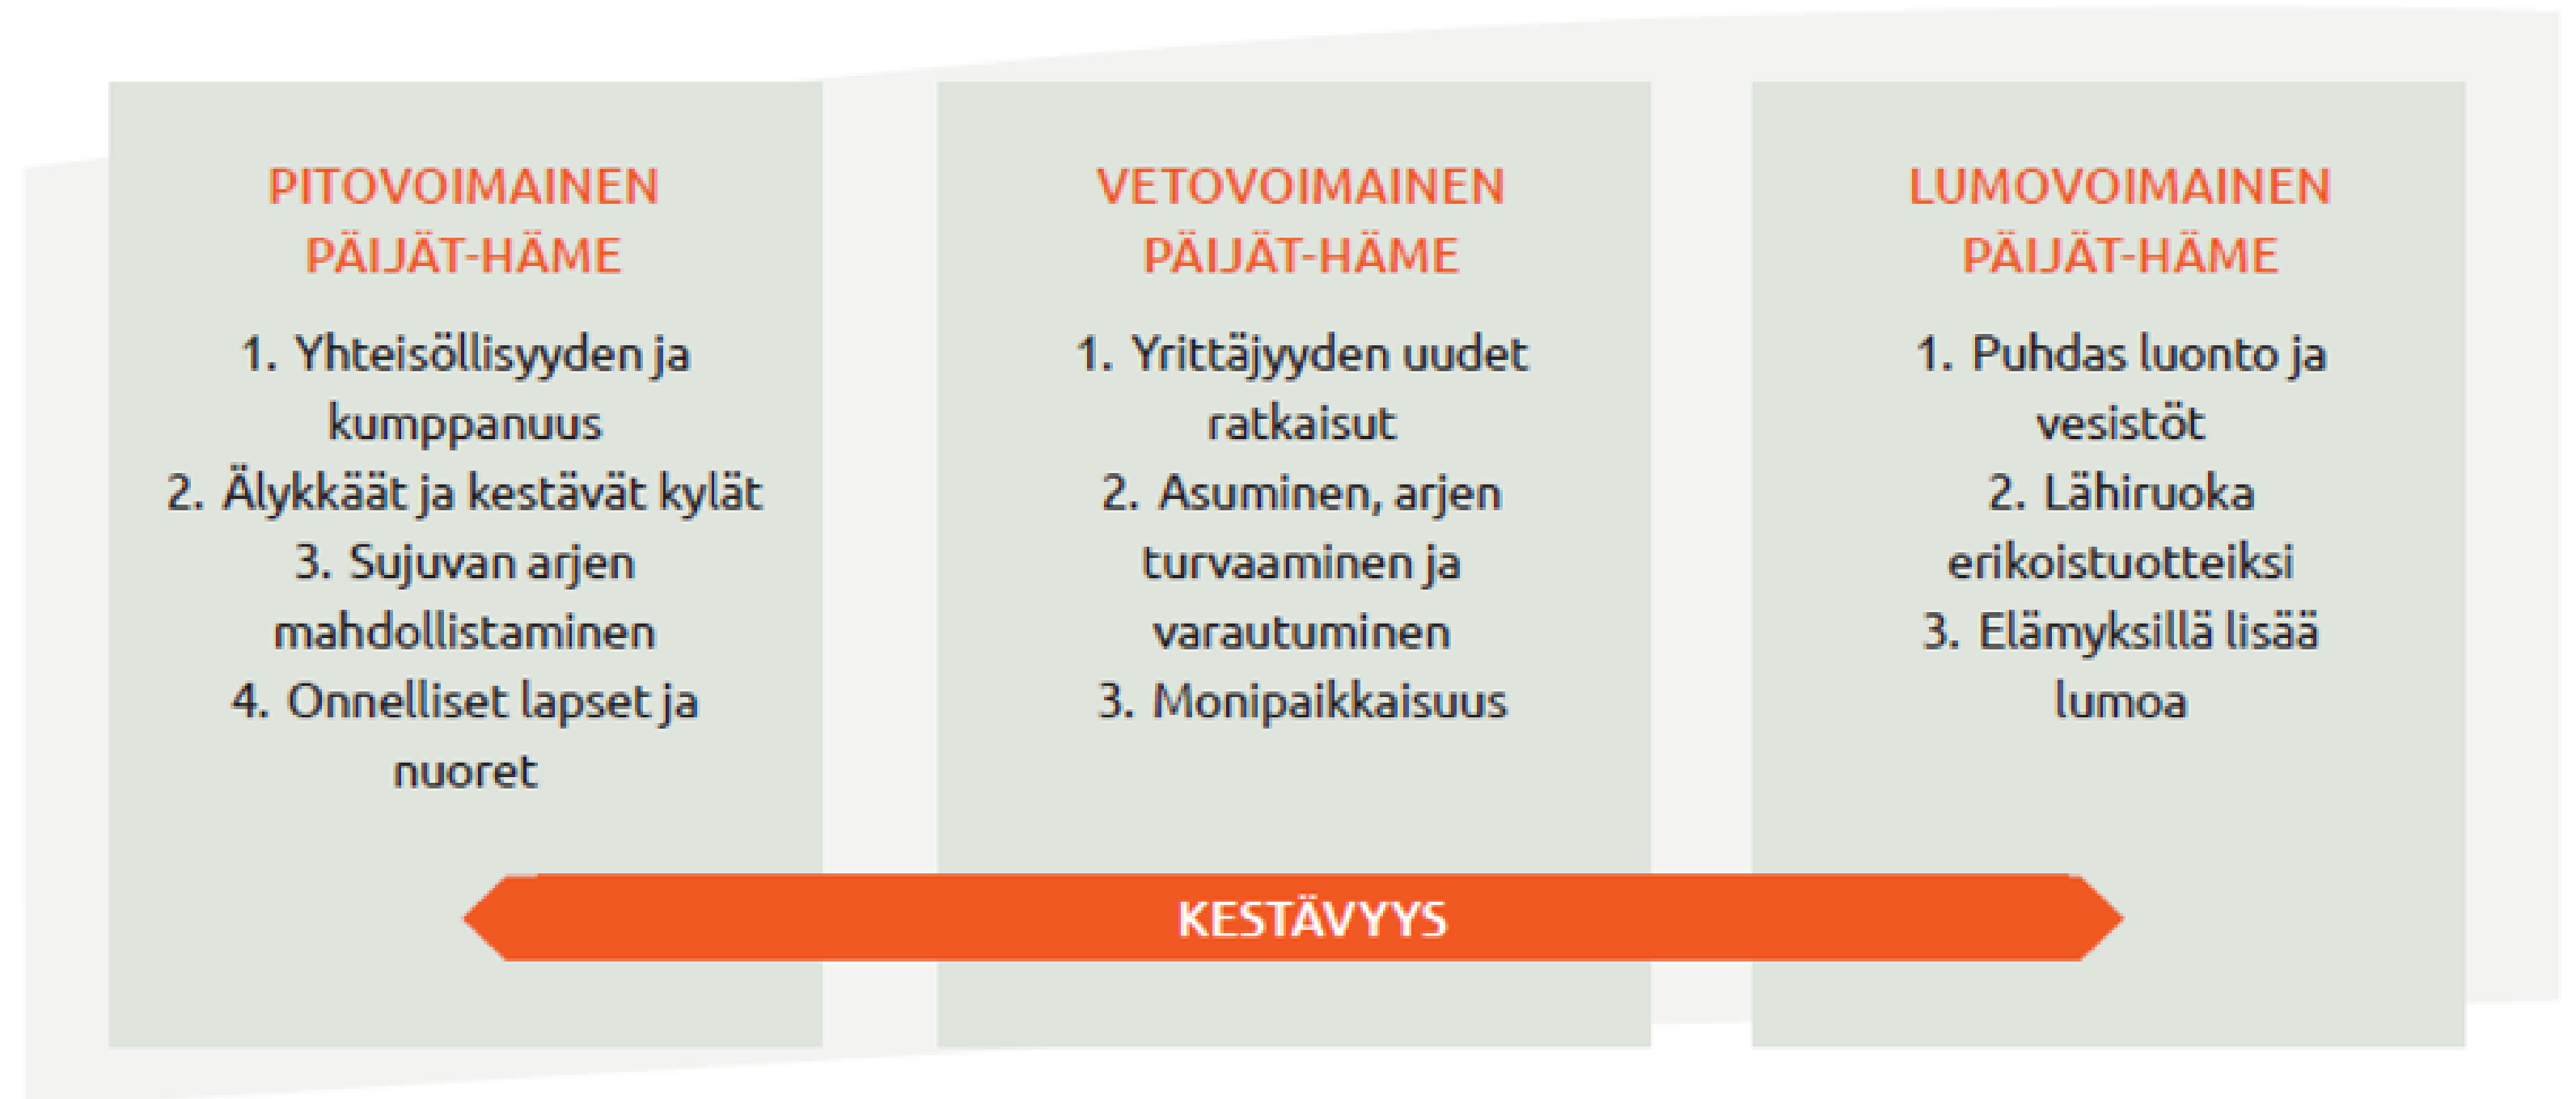 PITOVOIMAINEN
PÄIJÄT-HÄME
1. Yhteisöllisyyden ja
kumppanuus
2. Älykkäät ja kestävät kylät
3. Sujuvan arjen
mahdollistaminen
4. Onnelliset lapset ja
nuoret
VETOVOIMAINEN
PÄIJÄT-HÄME
1. Yrittäjyyden uudet
ratkaisut
2. Asuminen, arjen
turvaaminen ja
varautuminen
3. Monipaikkaisuus
LUMOVOIMAINEN
PÄIJÄT-HÄME
1. Puhdas luonto ja
vesistöt
2. Lähiruoka
erikoistuotteiksi
3. Elämyksillä lisää
lumoa
KESTÄVYYS